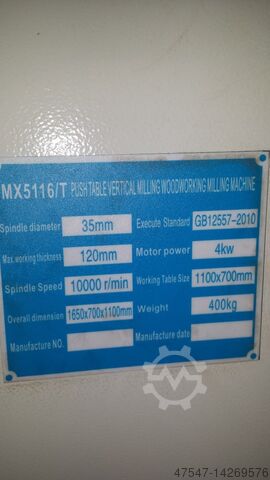 MX5116/T PUSH TABLE VERTICAL MILLING WOODWORKING MILLING MACHINE
Spindle diameter 35mm Execute Standard GB12557-2010
Max. working thickness 120mm Motor power 4kw
Spindle Speed 10000 r/min Working Table Size 1100x700mm
Overall dimension 1650x700x1100mm Weight 400kg
Manufacture NO. Manufacture date
47547-14269576